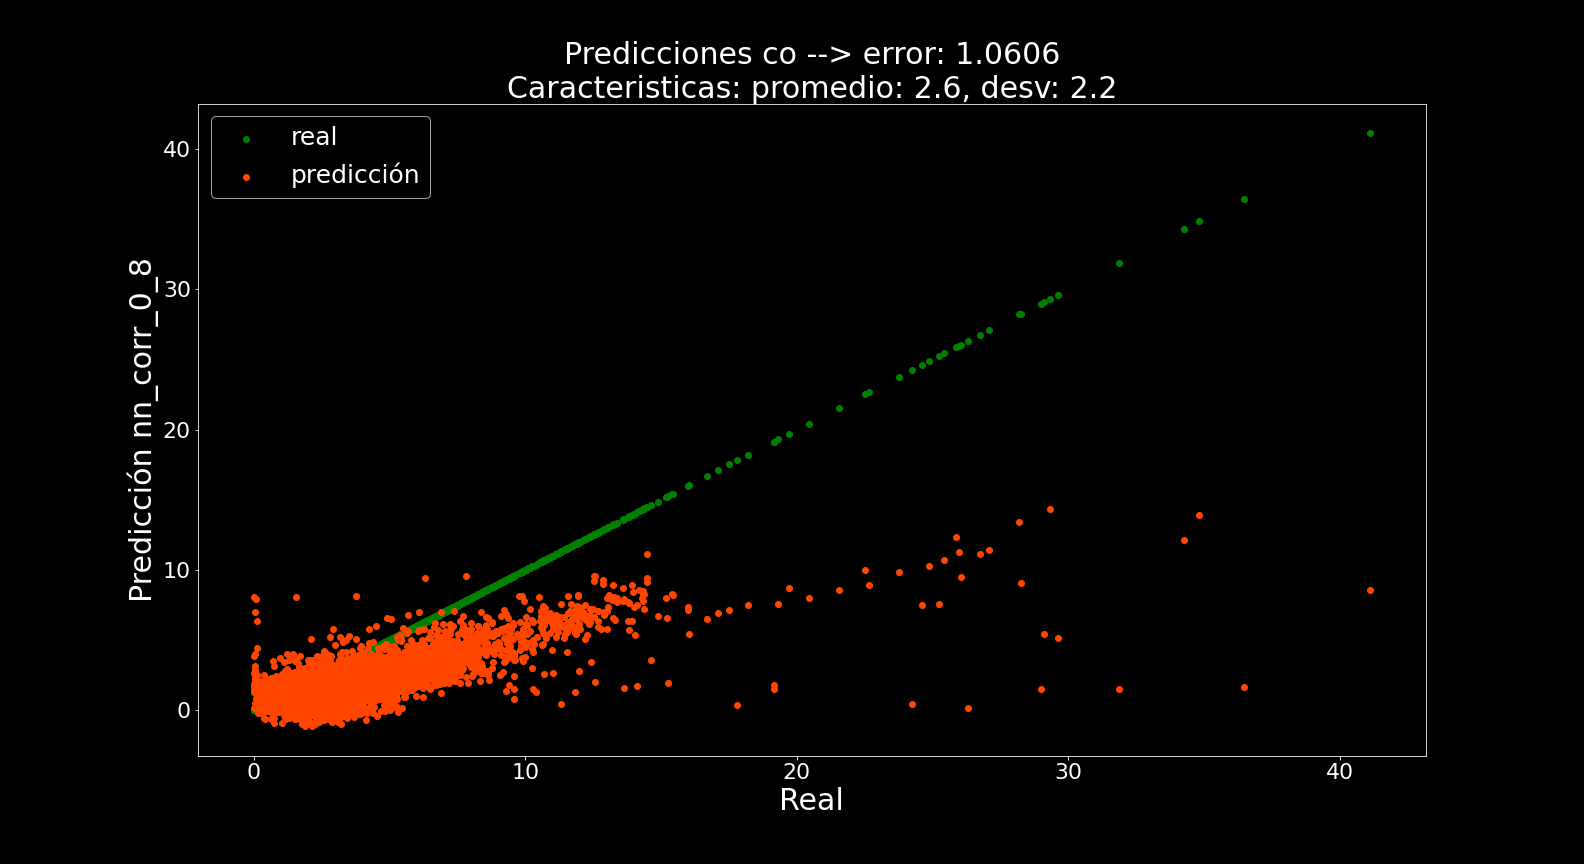 Predicciones co --> error: 1.0606
Caracteristicas: promedio: 2.6, desv: 2.2
real
predicción
Predicción nn_corr_0_8
40
30
20
10
0
0 10 20 30 40
Real